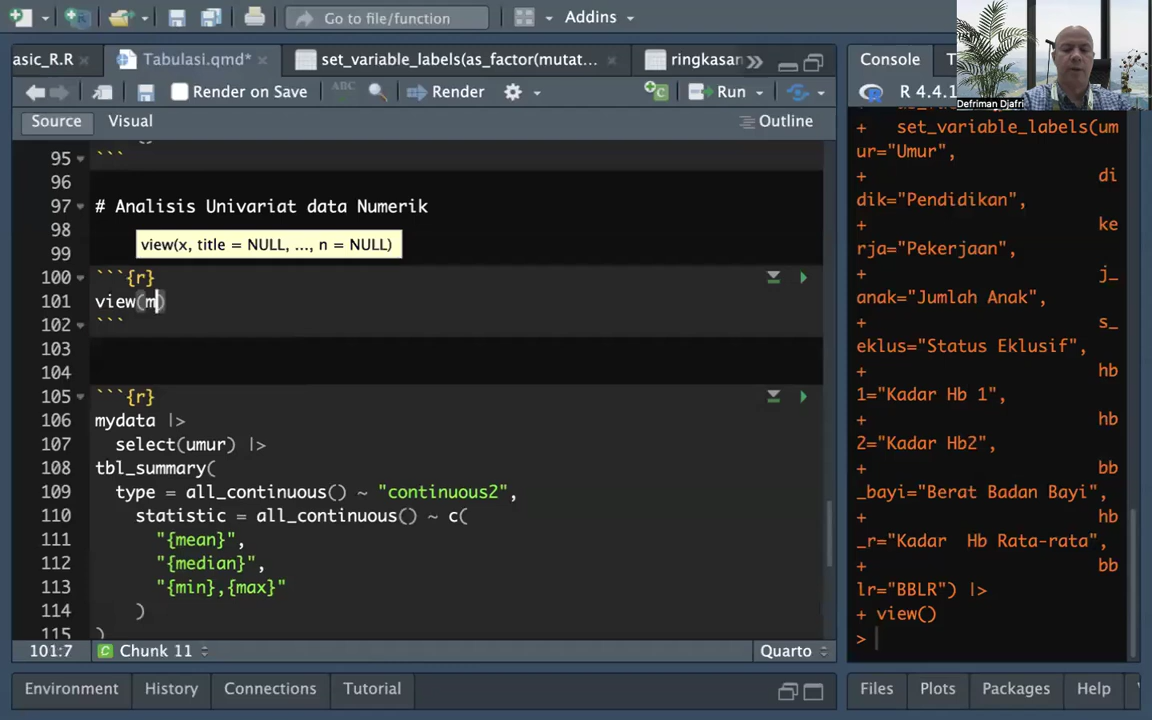 Go to file/function
Addins
asic_R.R
Tabulasi.qmd*
set_variable_labels(as_factor(mutat...
ringkasan
Render on Save
ABC
Render
Run
Source
Visual
Outline
95 ```
96
97 # Analisis Univariat data Numerik
98
view(x, title = NULL, ..., n = NULL)
99
100 ```{r}
101 view(m)
102 ```
103
104
105 ```{r}
106 mydata |>
107 select(umur) |>
108 tbl_summary(
109 type = all_continuous() ~ "continuous2",
110 statistic = all_continuous() ~ c(
111 "{mean}",
112 "{median}",
113 "{min},{max}"
114 )
115 )
101:7
Chunk 11
Quarto
Environment
History
Connections
Tutorial
Console
Defriman Djafri
R 4.4.1
+ set_variable_labels(um
ur="Umur",
+ di
dik="Pendidikan",
+ ke
rja="Pekerjaan",
+ j_
anak="Jumlah Anak",
+ s_
eklus="Status Eklusif",
+ hb
1="Kadar Hb 1",
+ hb
2="Kadar Hb2",
+ bb
_bayi="Berat Badan Bayi",
+ hb
_r="Kadar Hb Rata-rata",
+ bb
lr="BBLR") |>
+ view()
>
Files
Plots
Packages
Help